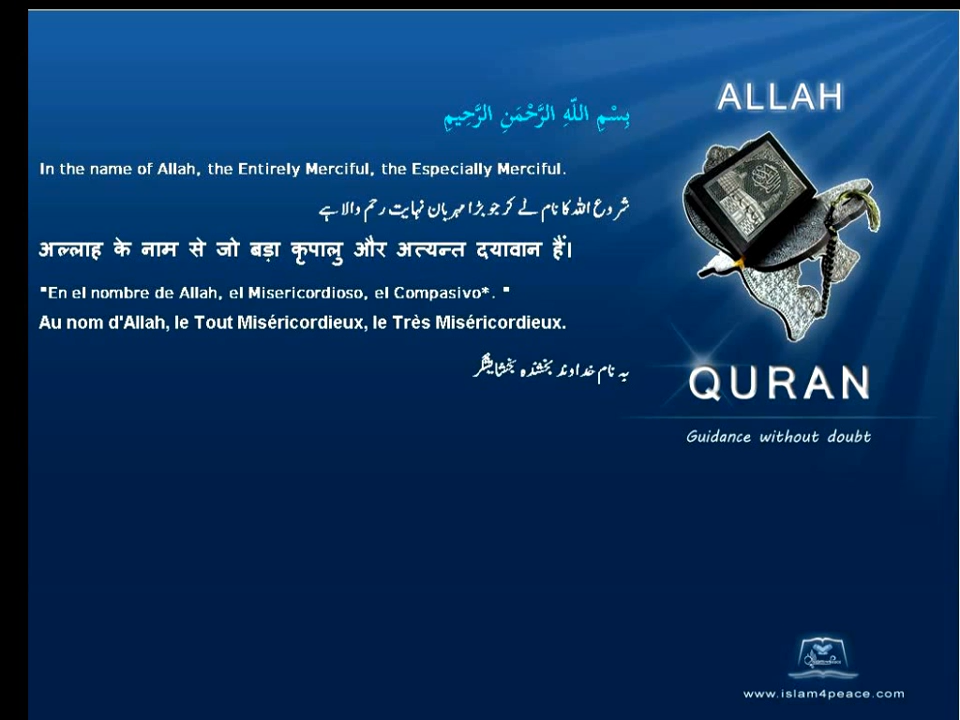 بِسْمِ اللّهِ الرَّحْمَنِ الرَّحِيمِ
In the name of Allah, the Entirely Merciful, the Especially Merciful.
شروع الله کا نام لے کر جو بڑا مہربان نہایت رحم والا ہے
अल्लाह के नाम से जो बड़ा कृपालु और अत्यन्त दयावान हैं।
"En el nombre de Allah, el Misericordioso, el Compasivo*. "
Au nom d'Allah, le Tout Miséricordieux, le Très Miséricordieux.
به نام خداوند بخشنده بخشایشگر
ALLAH
QURAN
Guidance without doubt
www.islam4peace.com